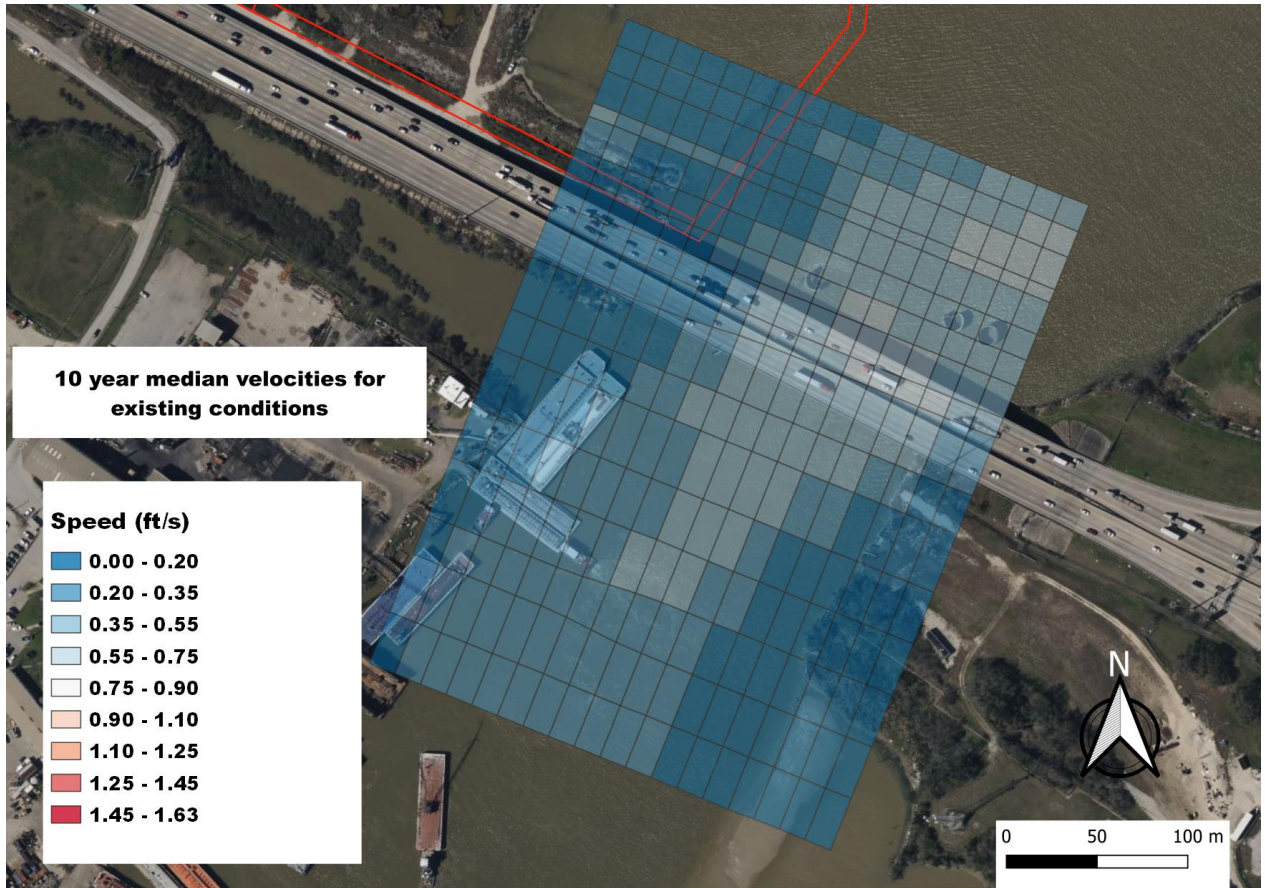 10 year median velocities for
existing conditions
Speed (ft/s)
0.00 - 0.20
0.20 - 0.35
0.35 - 0.55
0.55 - 0.75
0.75 - 0.90
0.90 - 1.10
1.10 - 1.25
1.25 - 1.45
1.45 - 1.63
N
0 50 100 m